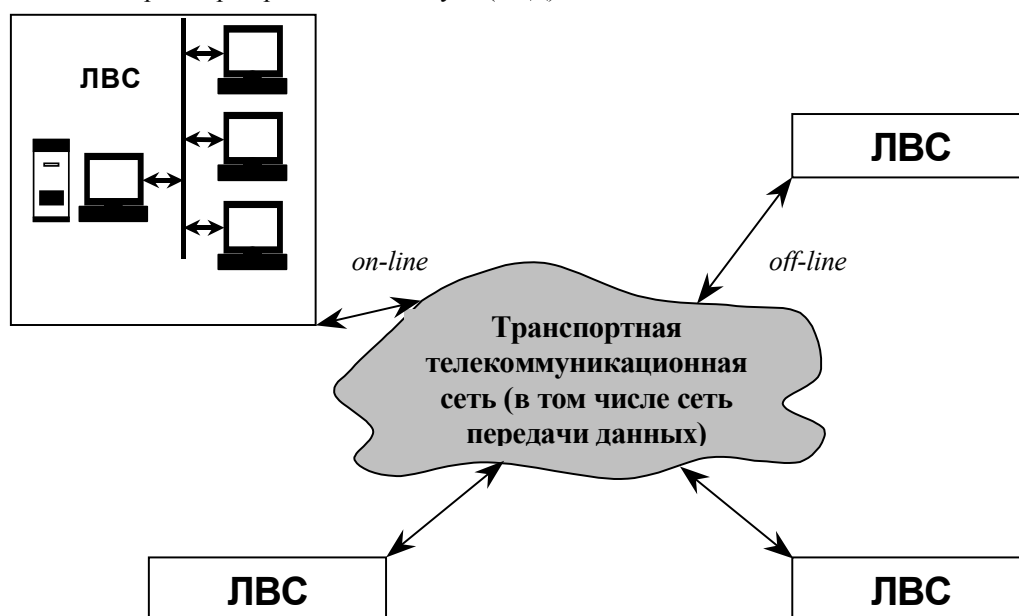 ЛВС
ЛВС
on-line
off-line
Транспортная
телекоммуникационная
сеть (в том числе сеть
передачи данных)
ЛВС
ЛВС